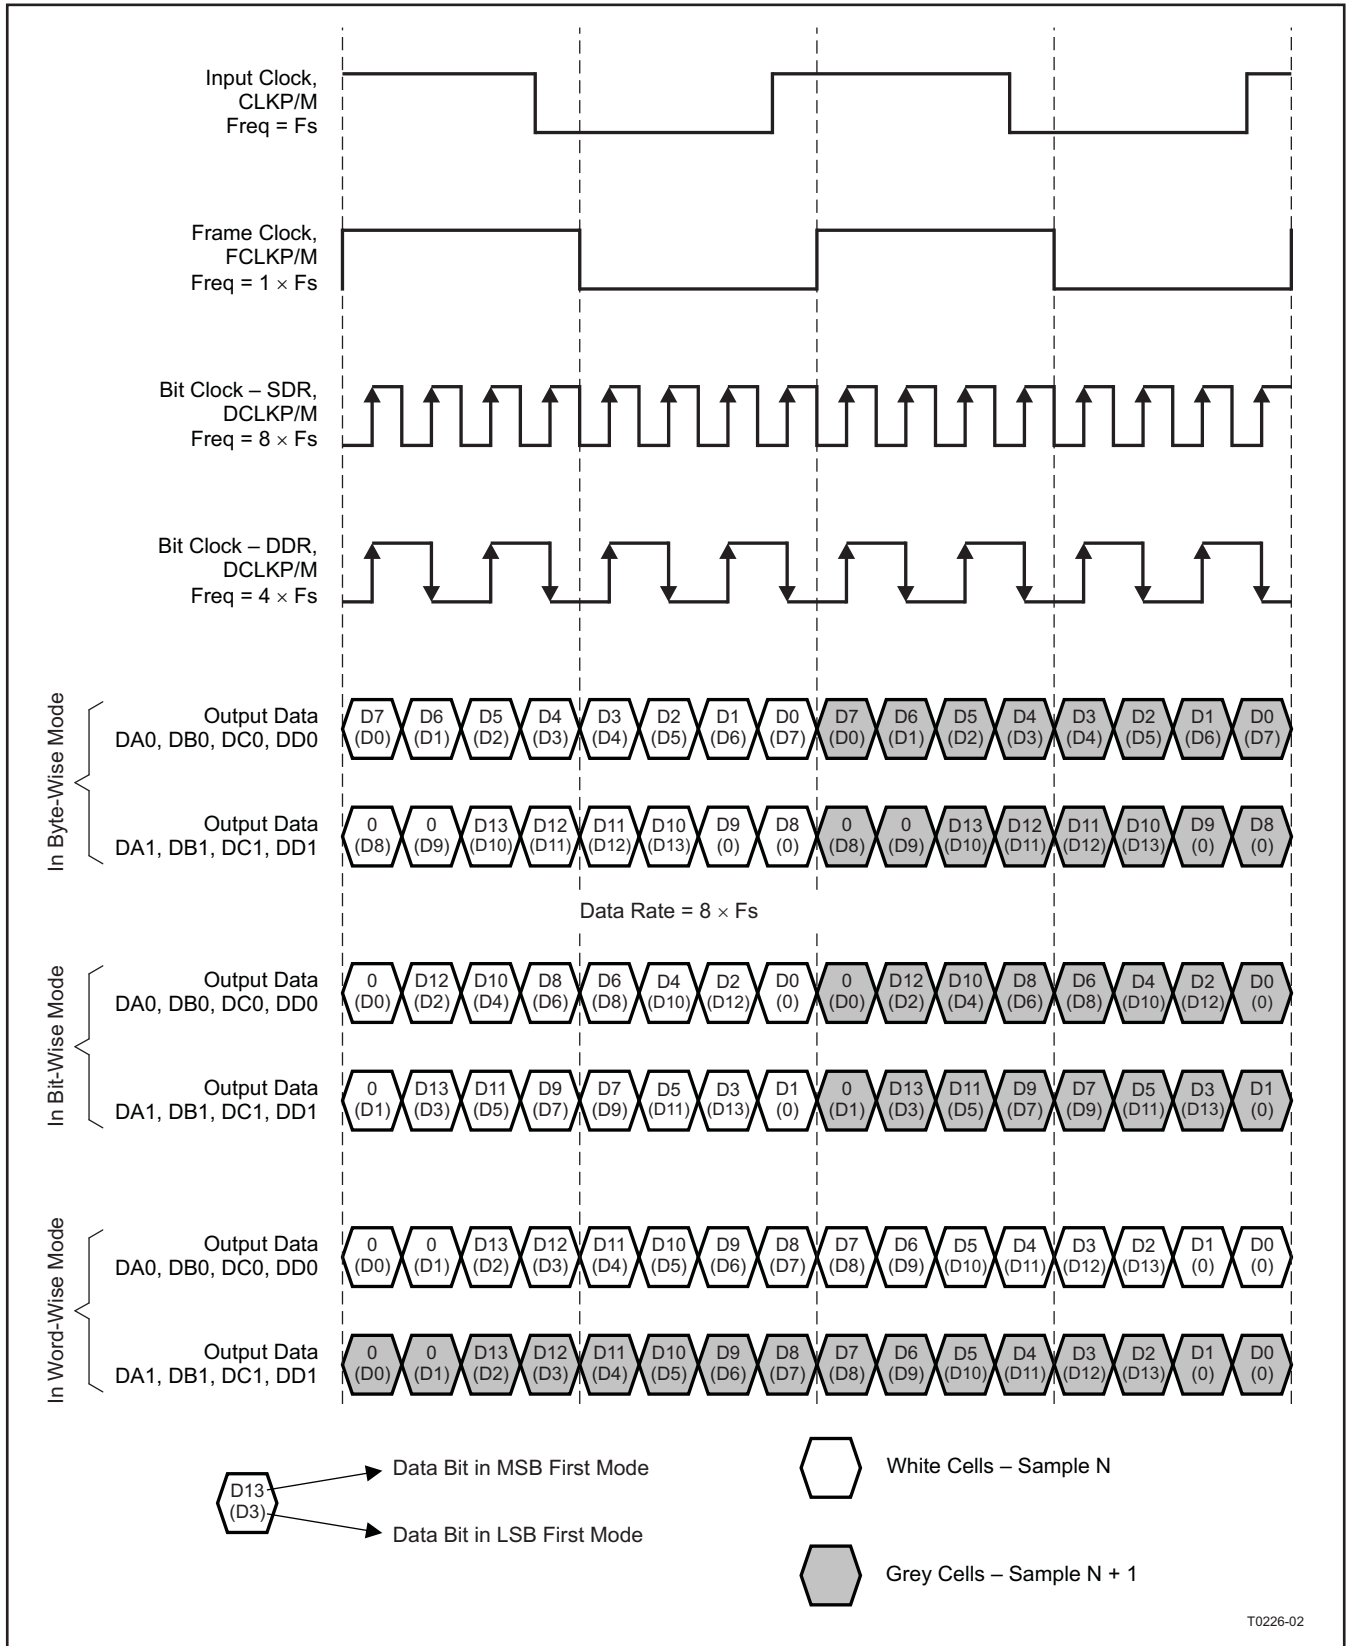 Input Clock,
CLKP/M
Freq = Fs
Frame Clock,
FCLKP/M
Freq = 1 × Fs
Bit Clock – SDR,
DCLKP/M
Freq = 8 × Fs
Bit Clock – DDR,
DCLKP/M
Freq = 4 × Fs
In Byte-Wise Mode
Output Data
DA0, DB0, DC0, DD0
D7 D6 D5 D4 D3 D2 D1 D0 D7 D6 D5 D4 D3 D2 D1 D0
(D0) (D1) (D2) (D3) (D4) (D5) (D6) (D7) (D0) (D1) (D2) (D3) (D4) (D5) (D6) (D7)
Output Data
DA1, DB1, DC1, DD1
0 0 D13 D12 D11 D10 D9 D8 0 0 D13 D12 D11 D10 D9 D8
(D8) (D9) (D10) (D11) (D12) (D13) (0) (0) (D8) (D9) (D10) (D11) (D12) (D13) (0) (0)
Data Rate = 8 × Fs
In Bit-Wise Mode
Output Data
DA0, DB0, DC0, DD0
0 D12 D10 D8 D6 D4 D2 D0 0 D12 D10 D8 D6 D4 D2 D0
(D0) (D2) (D4) (D6) (D8) (D10) (D12) (0) (D0) (D2) (D4) (D6) (D8) (D10) (D12) (0)
Output Data
DA1, DB1, DC1, DD1
0 D13 D11 D9 D7 D5 D3 D1 0 D13 D11 D9 D7 D5 D3 D1
(D1) (D3) (D5) (D7) (D9) (D11) (D13) (0) (D1) (D3) (D5) (D7) (D9) (D11) (D13) (0)
In Word-Wise Mode
Output Data
DA0, DB0, DC0, DD0
0 0 D13 D12 D11 D10 D9 D8 D7 D6 D5 D4 D3 D2 D1 D0
(D0) (D1) (D2) (D3) (D4) (D5) (D6) (D7) (D8) (D9) (D10) (D11) (D12) (D13) (0) (0)
Output Data
DA1, DB1, DC1, DD1
0 0 D13 D12 D11 D10 D9 D8 D7 D6 D5 D4 D3 D2 D1 D0
(D0) (D1) (D2) (D3) (D4) (D5) (D6) (D7) (D8) (D9) (D10) (D11) (D12) (D13) (0) (0)
D13
(D3)
Data Bit in MSB First Mode
Data Bit in LSB First Mode
White Cells – Sample N
Grey Cells – Sample N + 1
T0226-02